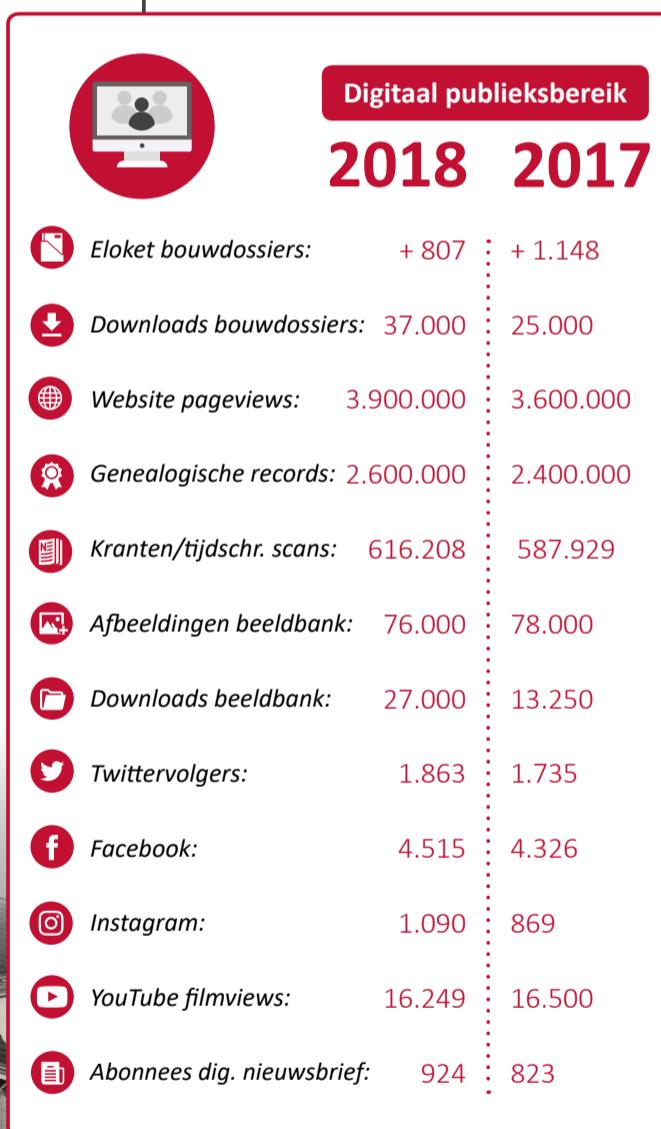 Digitaal publieksbereik
2018 2017
Eloket bouwdossiers: + 807 + 1.148
Downloads bouwdossiers: 37.000 25.000
Website pageviews: 3.900.000 3.600.000
Genealogische records: 2.600.000 2.400.000
Kranten/tijdschr. scans: 616.208 587.929
Afbeeldingen beeldbank: 76.000 78.000
Downloads beeldbank: 27.000 13.250
Twittervolgers: 1.863 1.735
Facebook: 4.515 4.326
Instagram: 1.090 869
YouTube filmviews: 16.249 16.500
Abonnees dig. nieuwsbrief: 924 823